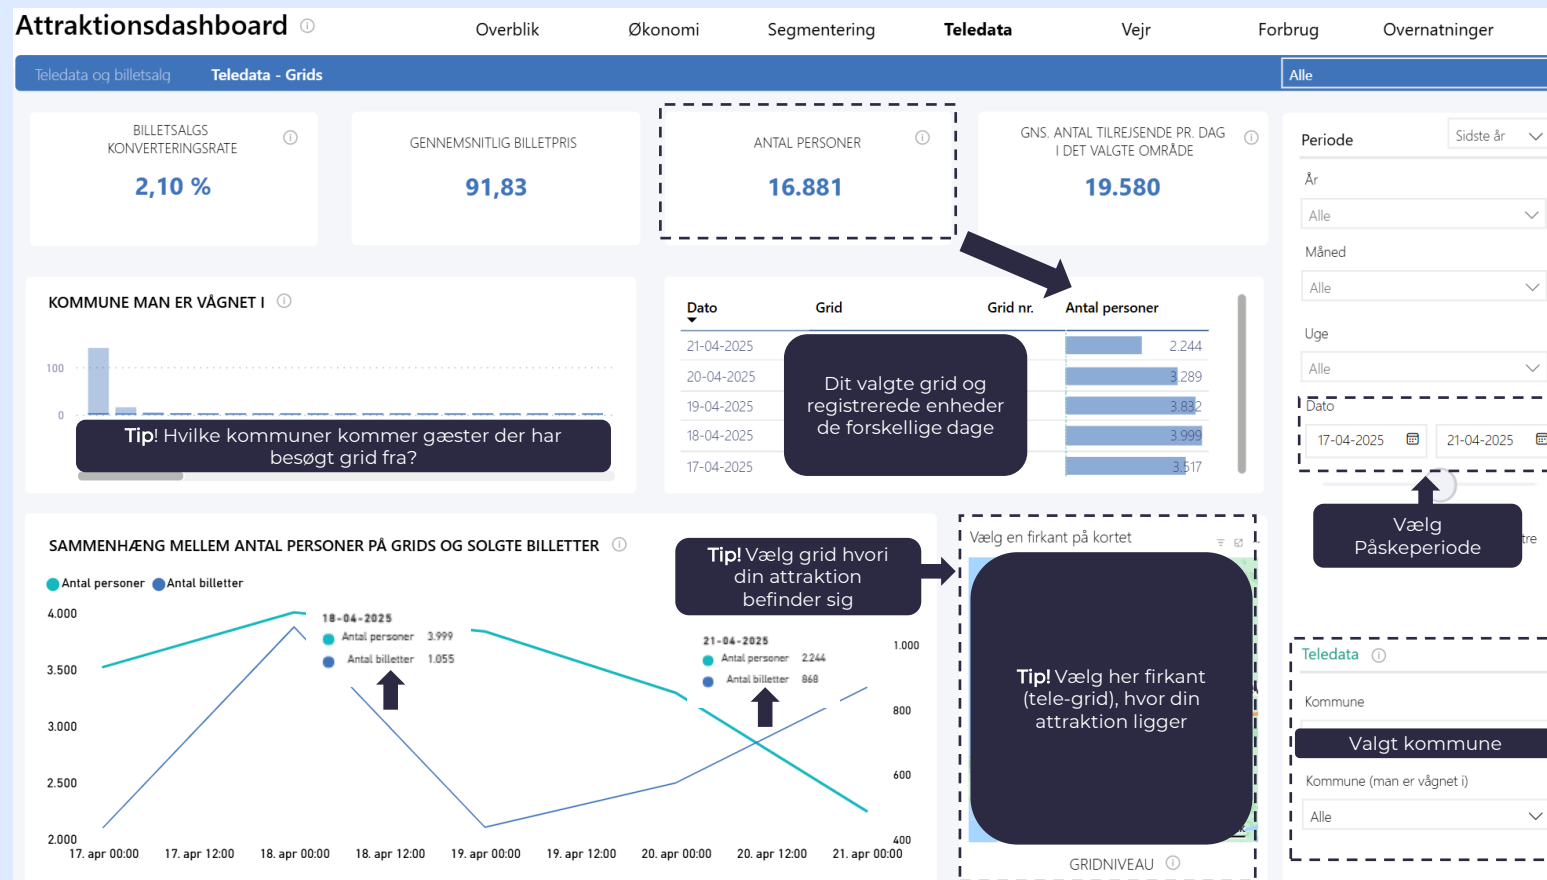 Attraktionsdashboard
Overblik
Økonomi
Segmentering
Teledata
Vejr
Forbrug
Overnatninger
Teledata og billetsalg
Teledata - Grids
Alle
BILLETSALGS
KONVERTERINGSRATE
2,10 %
GENNEMSNITLIG BILLETPRIS
91,83
ANTAL PERSONER
16.881
GNS. ANTAL TILREJSENDE PR. DAG
I DET VALGTE OMRÅDE
19.580
Periode
Sidste år
År
Alle
Måned
Alle
Uge
Alle
Dato
17-04-2025
21-04-2025
Vælg
Påskeperiode
tre
KOMMUNE MAN ER VÅGNET I
100
0
Tip! Hvilke kommuner kommer gæster der har
besøgt grid fra?
Dato
Grid
Grid nr.
Antal personer
21-04-2025
2.244
20-04-2025
3.289
19-04-2025
3.832
18-04-2025
3.999
17-04-2025
3.517
Dit valgte grid og
registrerede enheder
de forskellige dage
SAMMENHÆNG MELLEM ANTAL PERSONER PÅ GRIDS OG SOLGTE BILLETTER
Antal personer
Antal billetter
4.000
3.500
3.000
2.500
2.000
18-04-2025
Antal personer 3.999
Antal billetter 1.055
21-04-2025
Antal personer 2.244
Antal billetter 868
1.000
800
600
400
17. apr 00:00
17. apr 12:00
18. apr 00:00
18. apr 12:00
19. apr 00:00
19. apr 12:00
20. apr 00:00
20. apr 12:00
21. apr 00:00
Tip! Vælg grid hvori
din attraktion
befinder sig
Vælg en firkant på kortet
Tip! Vælg her firkant
(tele-grid), hvor din
attraktion ligger
GRIDNIVEAU
Teledata
Kommune
Valgt kommune
Kommune (man er vågnet i)
Alle